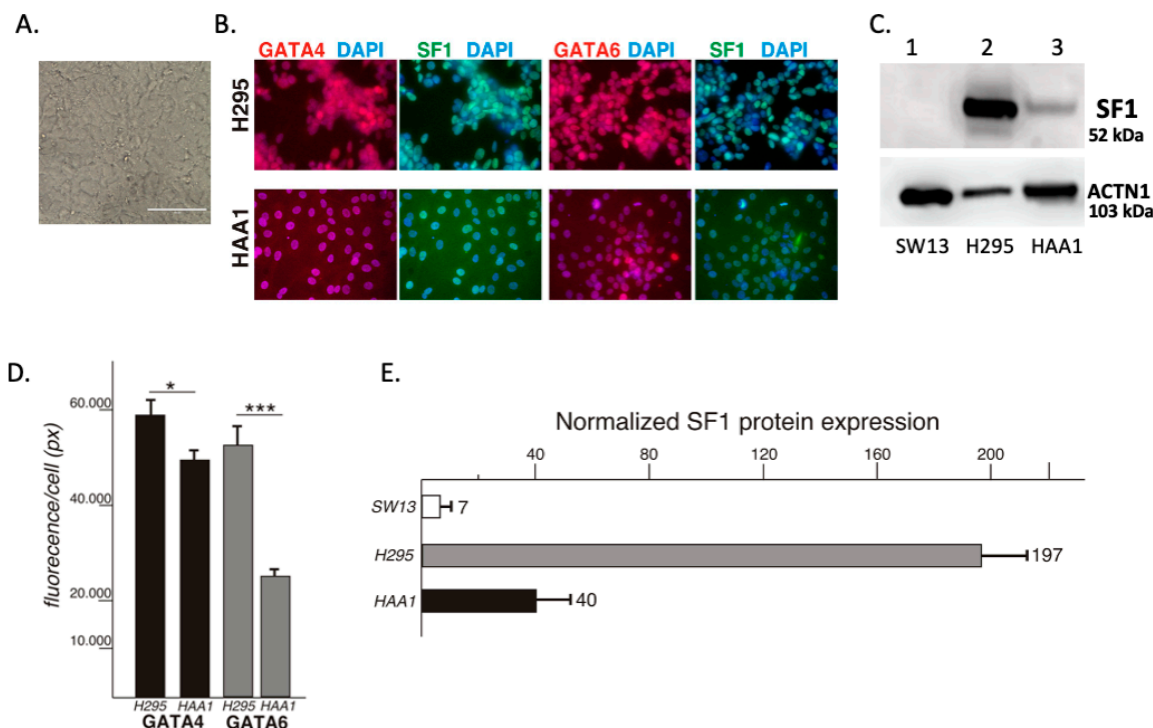 A.
B.
GATA4 DAPI SF1 DAPI GATA6 DAPI SF1 DAPI
H295
HAA1
C.
1 2 3
SF1
52 kDa
ACTN1
103 kDa
SW13 H295 HAA1
D.
fluorecence/cell (px)
60.000
40.000
20.000
10.000
*
***
H295 HAA1 H295 HAA1
GATA4 GATA6
E.
Normalized SF1 protein expression
40 80 120 160 200
SW13 7
H295 197
HAA1 40